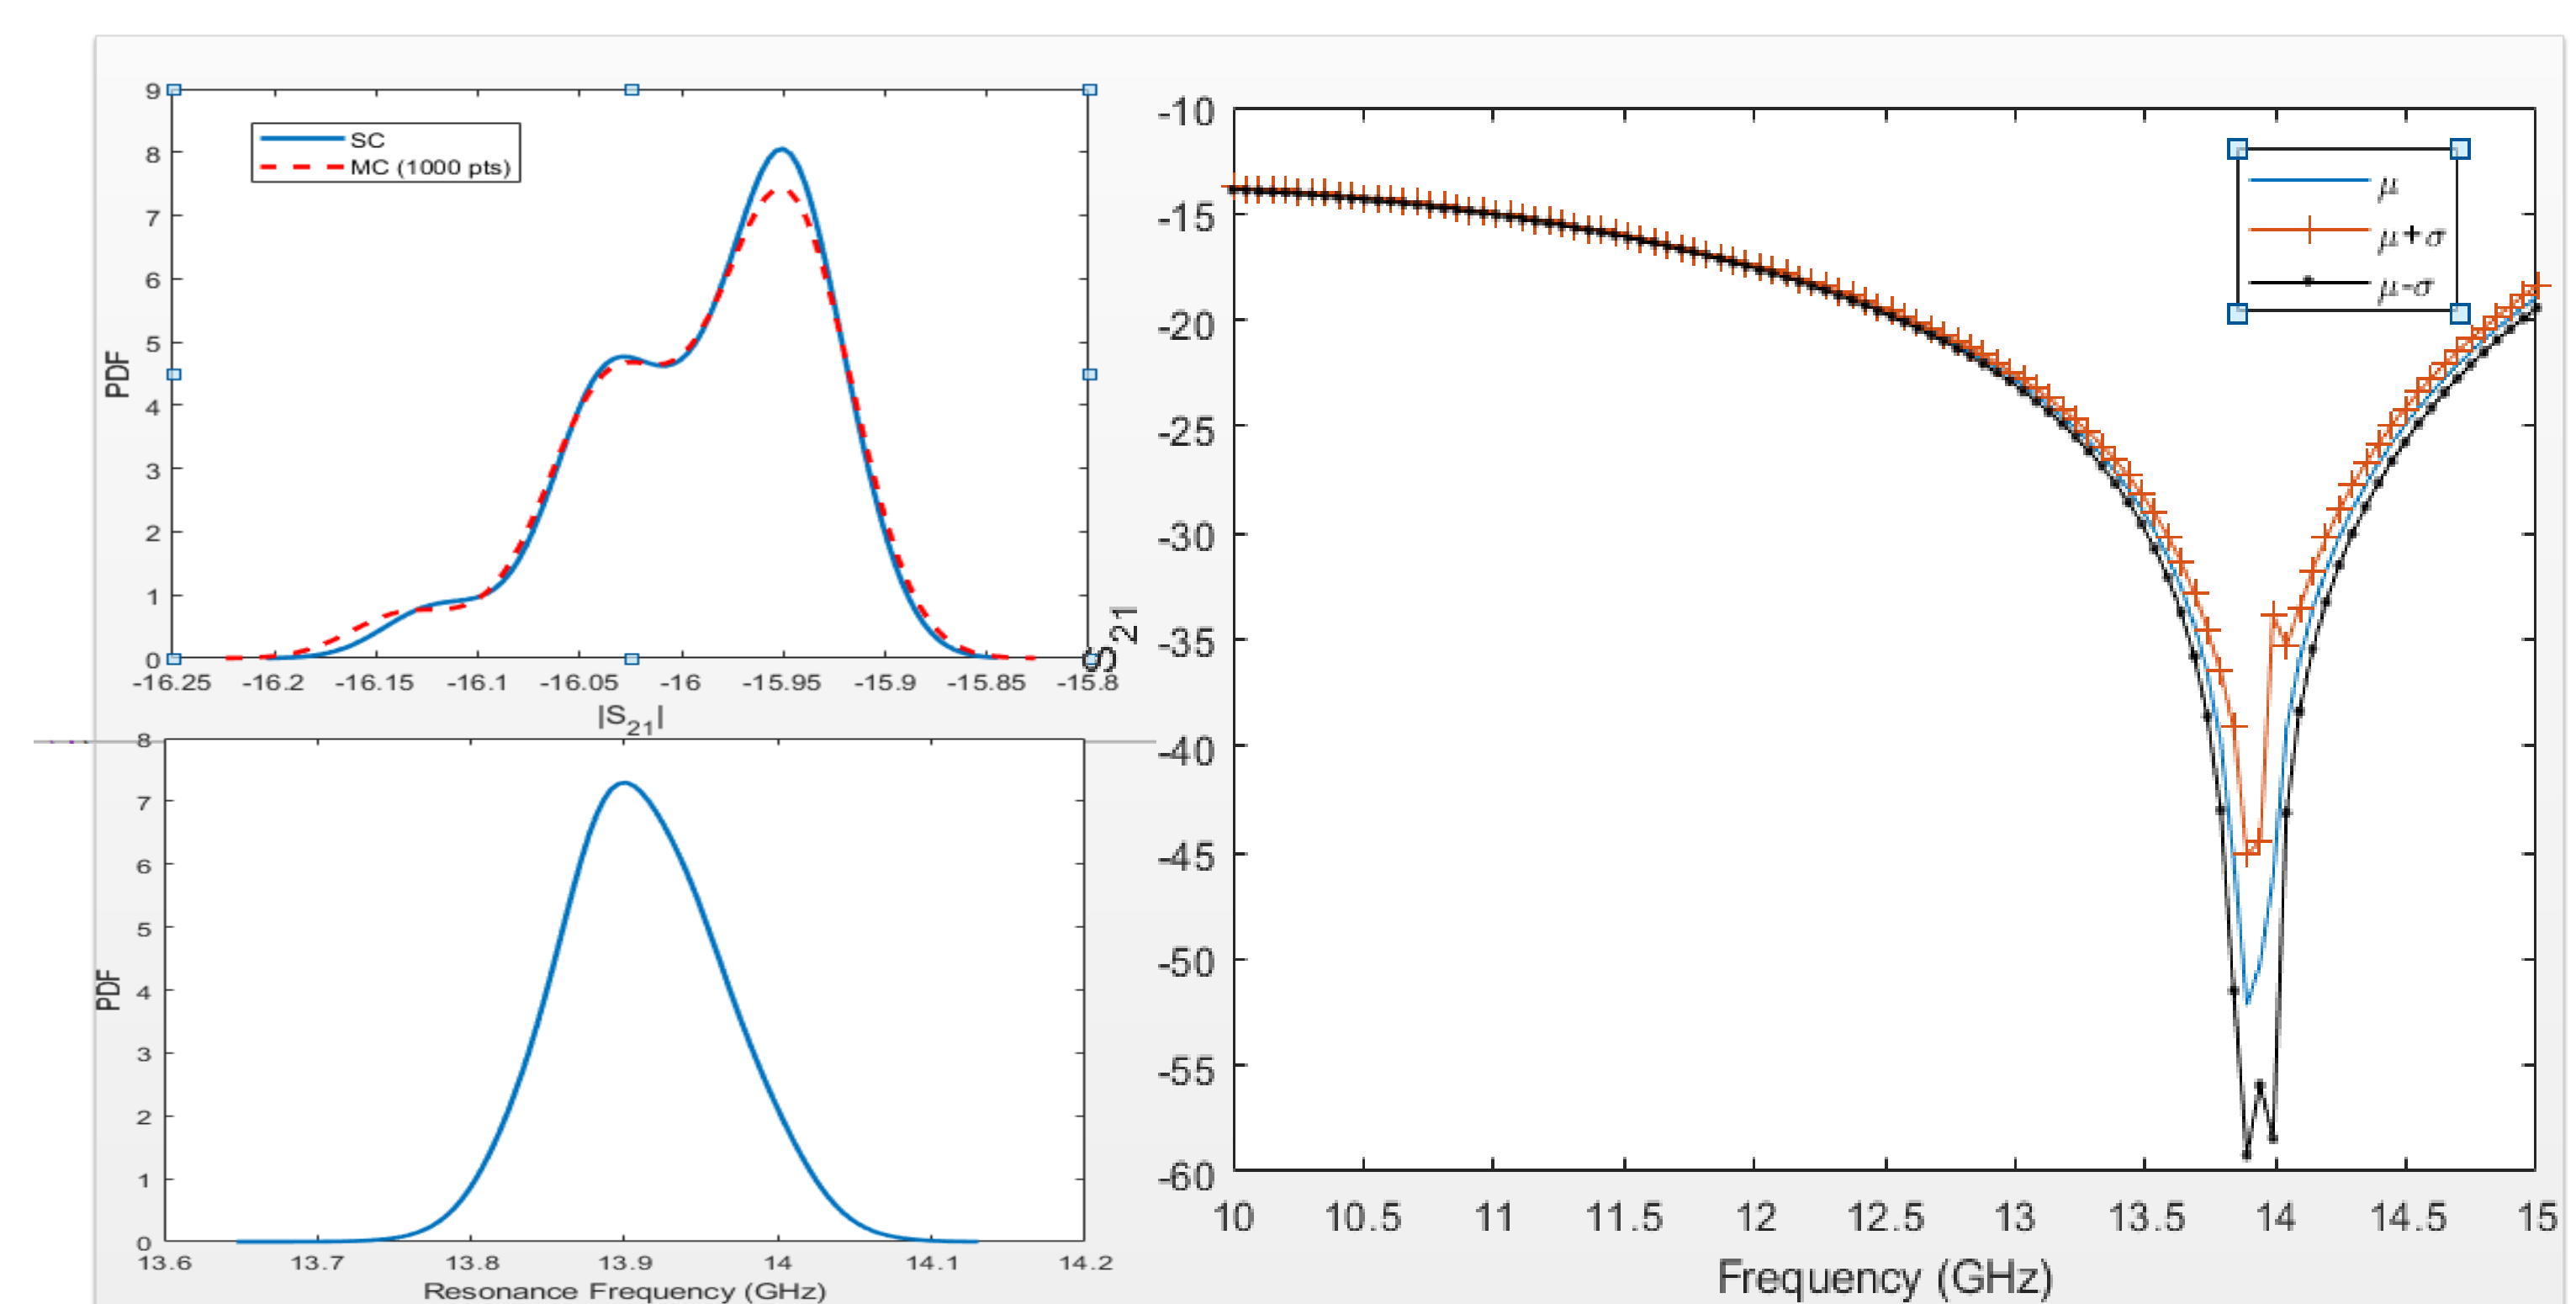 9
8
7
6
5
4
3
2
1
0
PDF
SC
MC (1000 pts)
-16.25 -16.2 -16.15 -16.1 -16.05 -16 -15.95 -15.9 -15.85 -15.8
|S21|
8
7
6
5
4
3
2
1
0
PDF
13.6 13.7 13.8 13.9 14 14.1 14.2
Resonance Frequency (GHz)
-10
-15
-20
-25
-30
-35
-40
-45
-50
-55
-60
S21
μ
μ+σ
μ-σ
10 10.5 11 11.5 12 12.5 13 13.5 14 14.5 15
Frequency (GHz)